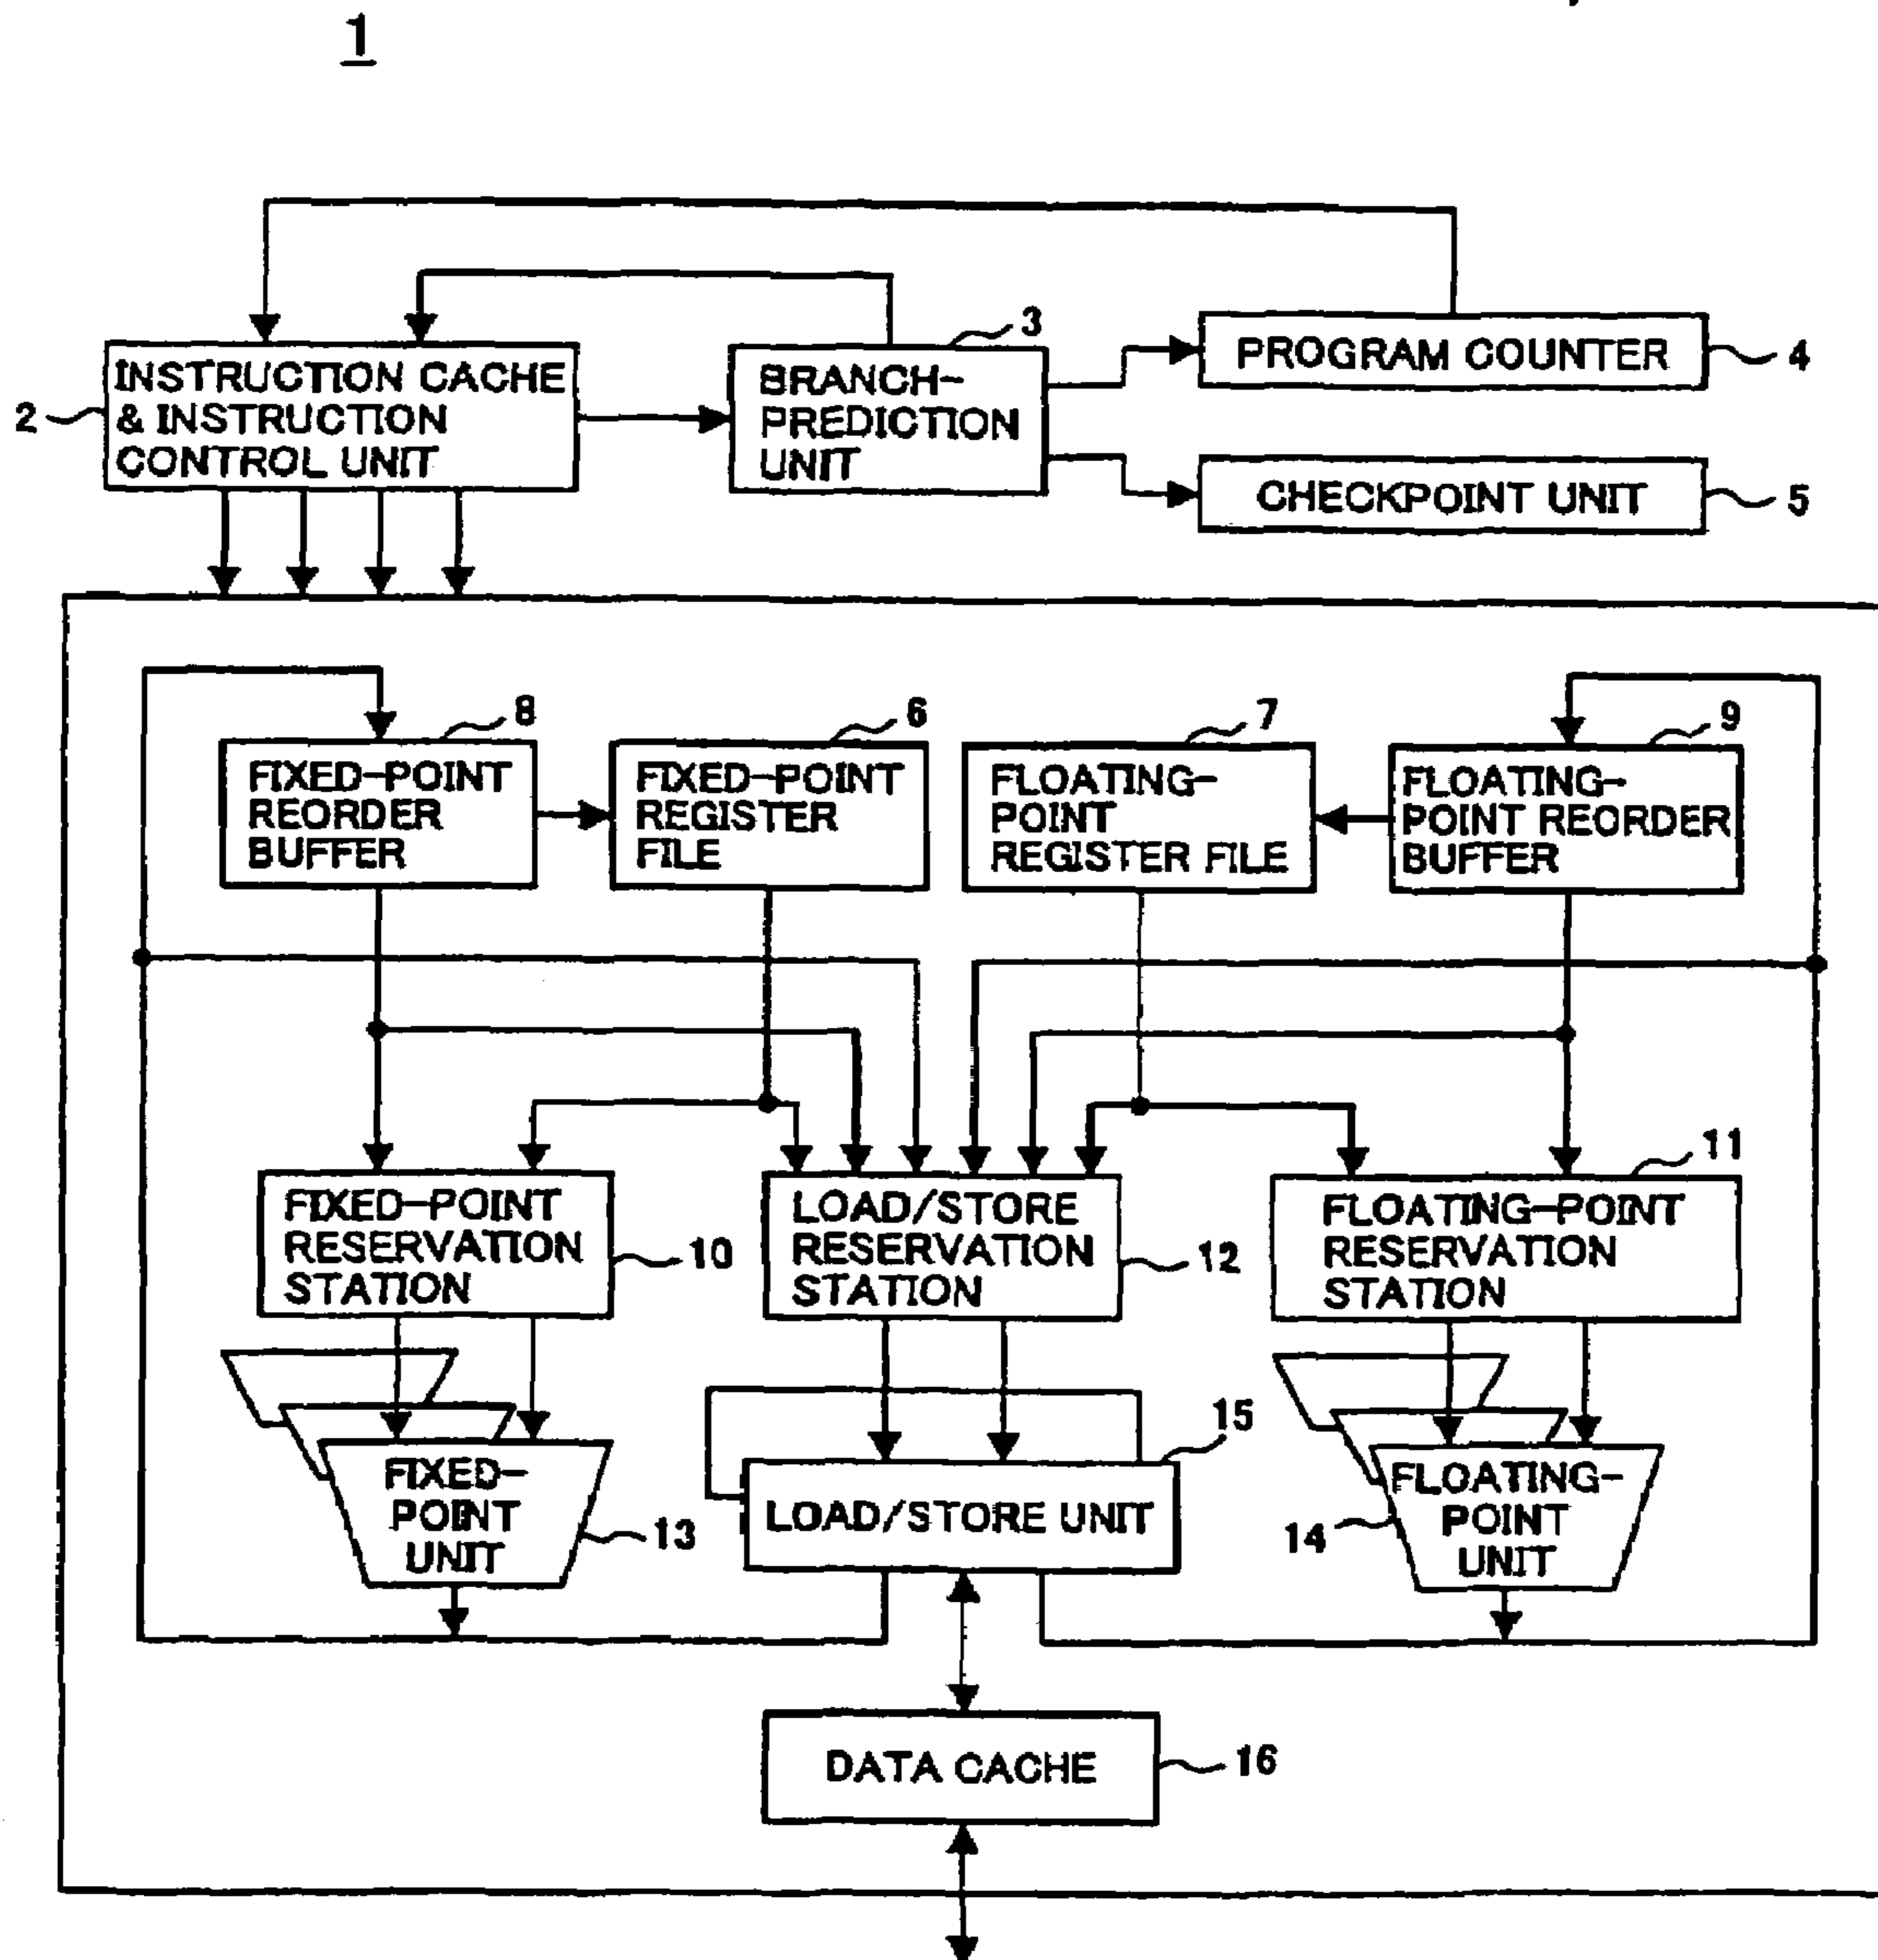 1
3
INSTRUCTION CACHE
& INSTRUCTION
CONTROL UNIT
2
BRANCH-
PREDICTION
UNIT
PROGRAM COUNTER
4
CHECKPOINT UNIT
5
8
6
7
9
FIXED-POINT
REORDER
BUFFER
FIXED-POINT
REGISTER
FILE
FLOATING-
POINT
REGISTER FILE
FLOATING-
POINT REORDER
BUFFER
11
FIXED-POINT
RESERVATION
STATION
10
LOAD/STORE
RESERVATION
STATION
12
FLOATING-POINT
RESERVATION
STATION
15
FIXED-
POINT
UNIT
13
LOAD/STORE UNIT
14
FLOATING-
POINT
UNIT
DATA CACHE
16